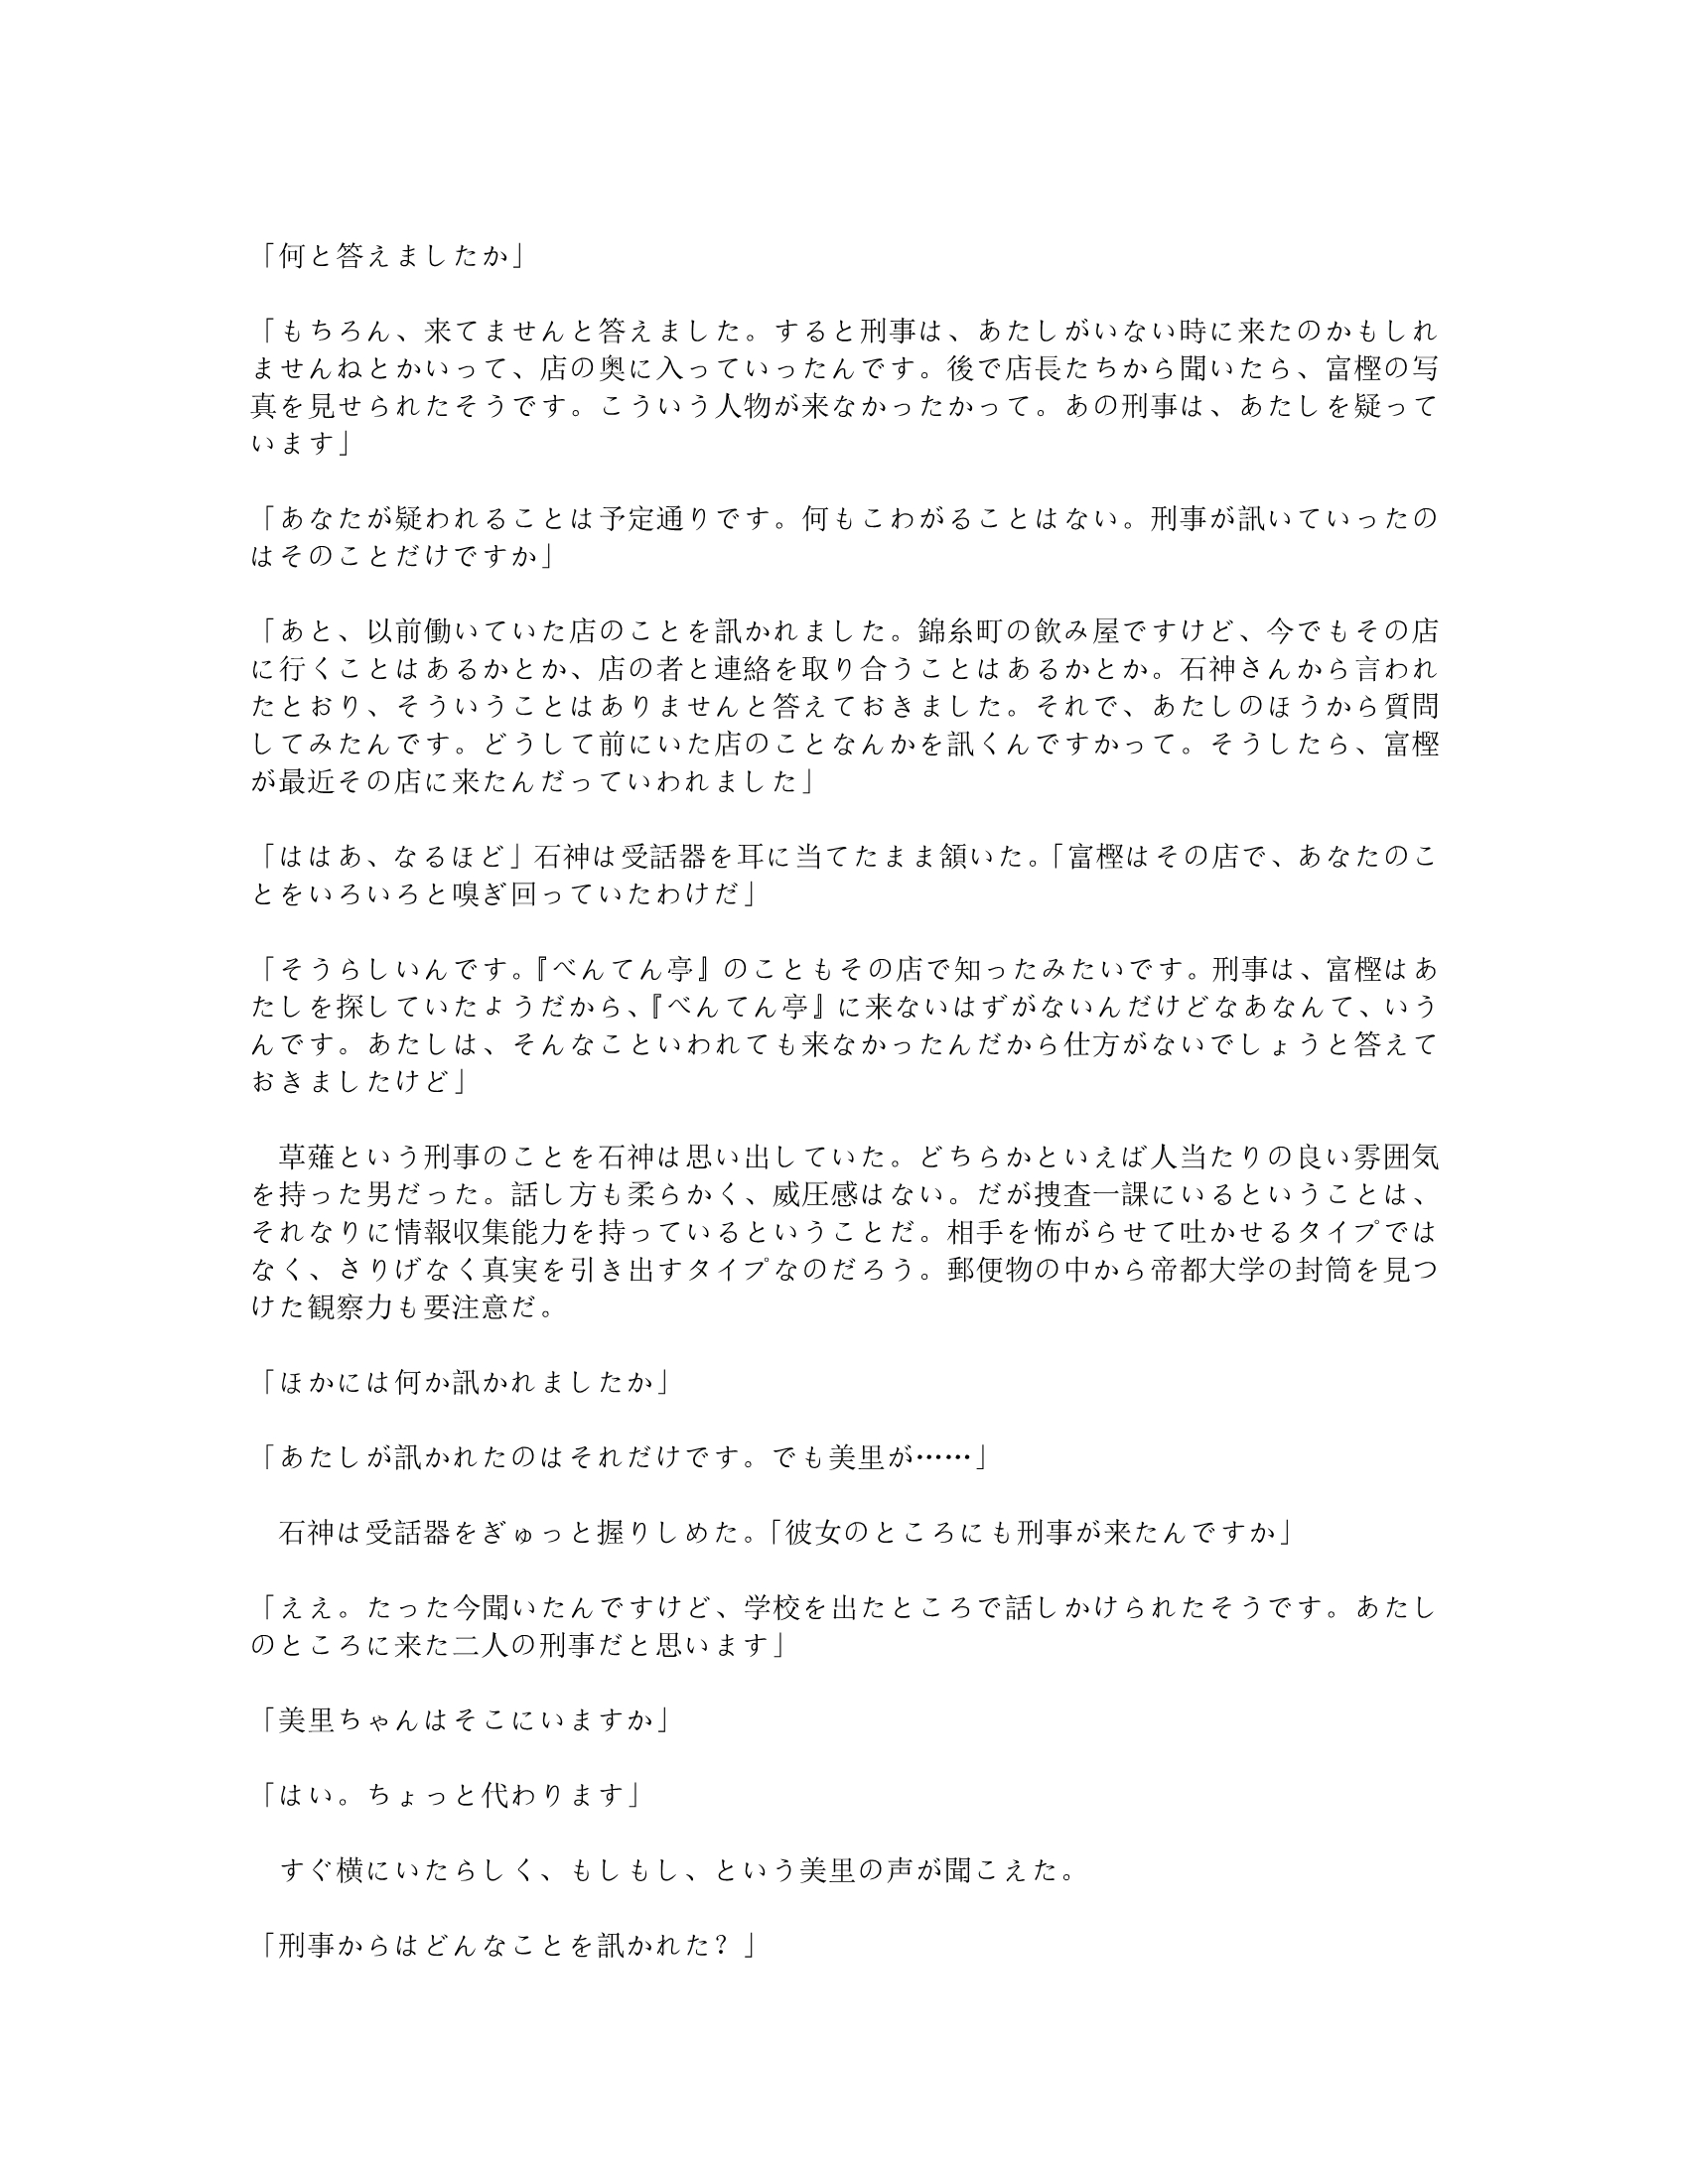 「何と答えましたか」
「もちろん、来てませんと答えました。すると刑事は、あたしがいない時に来たのかもしれ
ませんねとかいって、店の奥に入っていったんです。後で店長たちから聞いたら、富樫の写
真を見せられたそうです。こういう人物が来なかったかって。あの刑事は、あたしを疑って
います」
「あなたが疑われることは予定通りです。何もこわがることはない。刑事が訊いていったの
はそのことだけですか」
「あと、以前働いていた店のことを訊かれました。錦糸町の飲み屋ですけど、今でもその店
に行くことはあるかとか、店の者と連絡を取り合うことはあるかとか。石神さんから言われ
たとおり、そういうことはありませんと答えておきました。それで、あたしのほうから質問
してみたんです。どうして前にいた店のことなんかを訊くんですかって。そうしたら、富樫
が最近その店に来たんだっていわれました」
「ははあ、なるほど」石神は受話器を耳に当てたまま頷いた。「富樫はその店で、あなたのこ
とをいろいろと嗅ぎ回っていたわけだ」
「そうらしいんです。『べんてん亭』のこともその店で知ったみたいです。刑事は、富樫はあ
たしを探していたようだから、『べんてん亭』に来ないはずがないんだけどなあなんて、いう
んです。あたしは、そんなこといわれても来なかったんだから仕方がないでしょうと答えて
おきましたけど」
　草薙という刑事のことを石神は思い出していた。どちらかといえば人当たりの良い雰囲気
を持った男だった。話し方も柔らかく、威圧感はない。だが捜査一課にいるということは、
それなりに情報収集能力を持っているということだ。相手を怖がらせて吐かせるタイプでは
なく、さりげなく真実を引き出すタイプなのだろう。郵便物の中から帝都大学の封筒を見つ
けた観察力も要注意だ。
「ほかには何か訊かれましたか」
「あたしが訊かれたのはそれだけです。でも美里が……」
　石神は受話器をぎゅっと握りしめた。「彼女のところにも刑事が来たんですか」
「ええ。たった今聞いたんですけど、学校を出たところで話しかけられたそうです。あたし
のところに来た二人の刑事だと思います」
「美里ちゃんはそこにいますか」
「はい。ちょっと代わります」
　すぐ横にいたらしく、もしもし、という美里の声が聞こえた。
「刑事からはどんなことを訊かれた？」